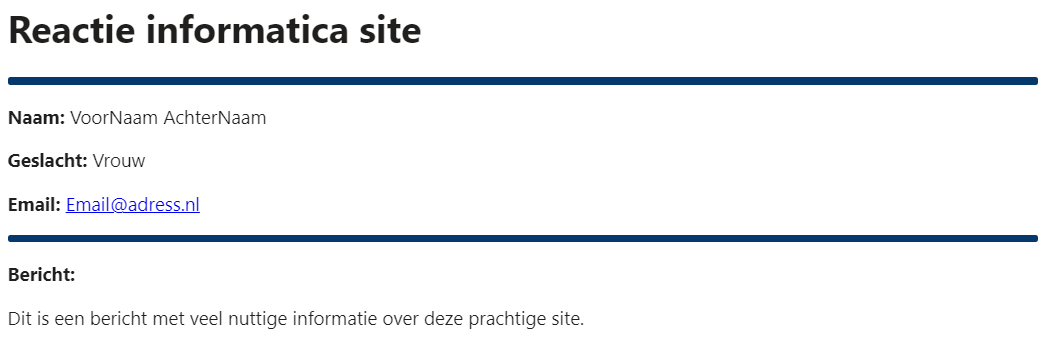 Reactie informatica site
Naam: VoorNaam AchterNaam
Geslacht: Vrouw
Email: Email@adress.nl
Bericht:
Dit is een bericht met veel nuttige informatie over deze prachtige site.